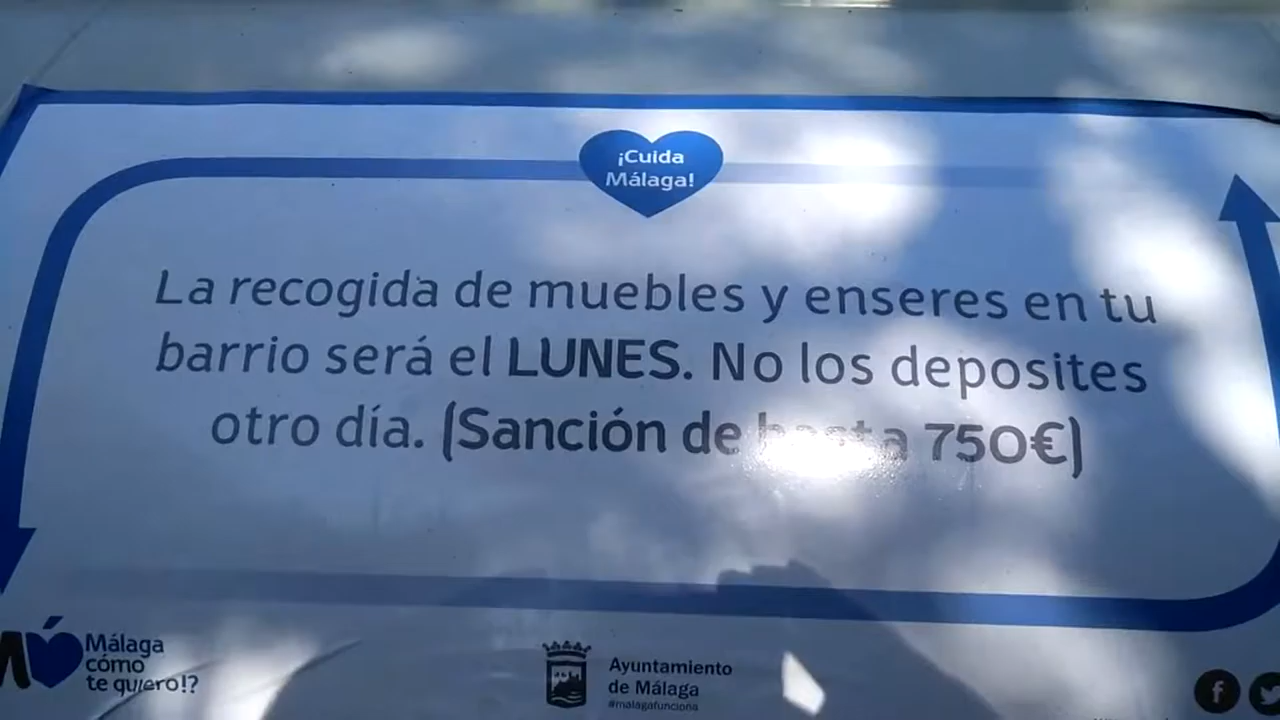 ¡Cuida
Málaga!
La recogida de muebles y enseres en tu
barrio será el LUNES. No los deposites
otro día. (Sanción de hasta 750€)
Málaga
cómo
te quiero!?
Ayuntamiento
de Málaga
#malagafunciona